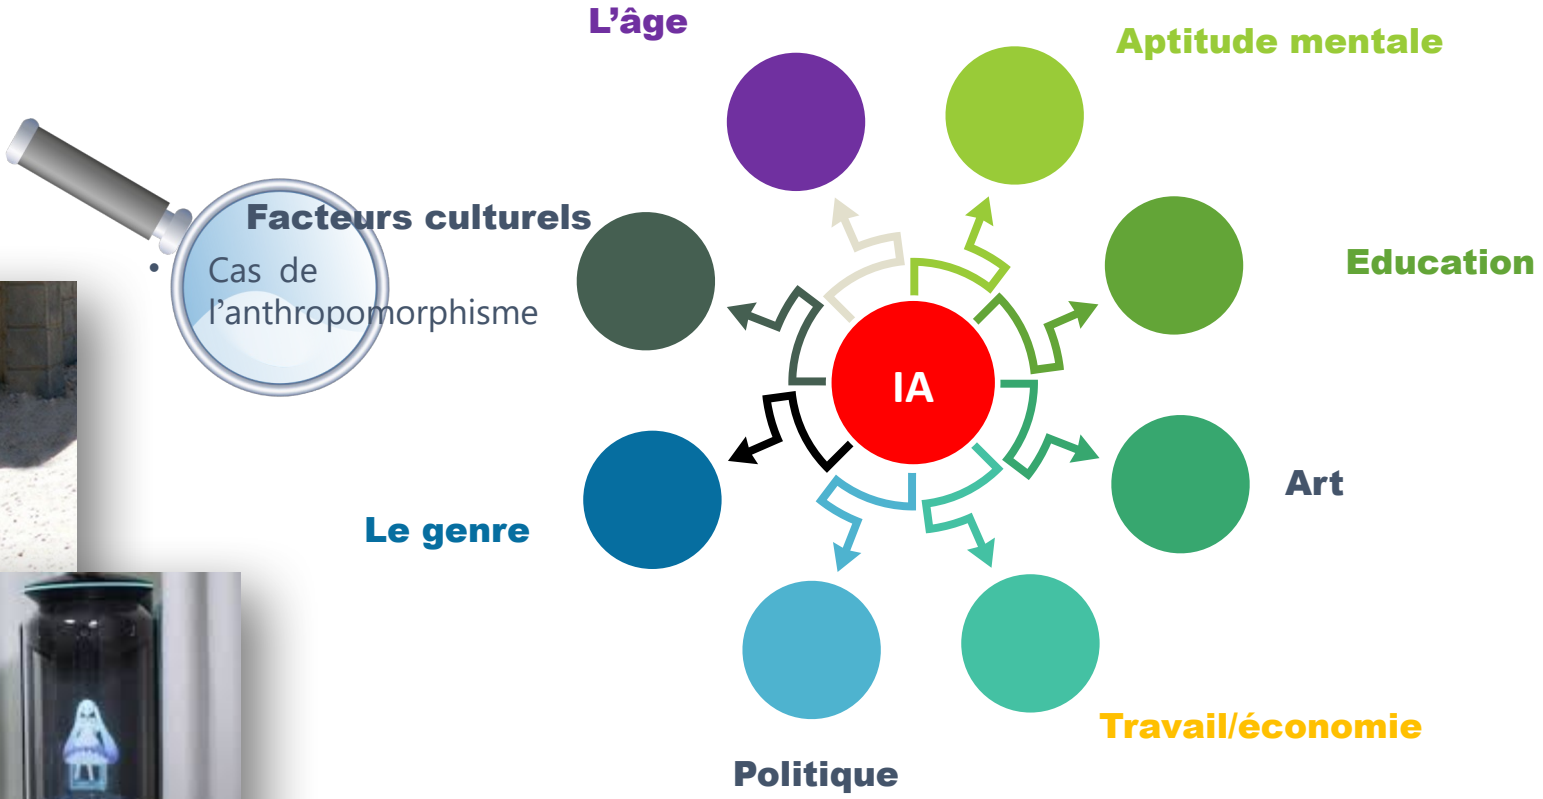 L'âge
Aptitude mentale
Facteurs culturels
• Cas de
l'anthropomorphisme
Education
IA
Art
Le genre
Travail/économie
Politique